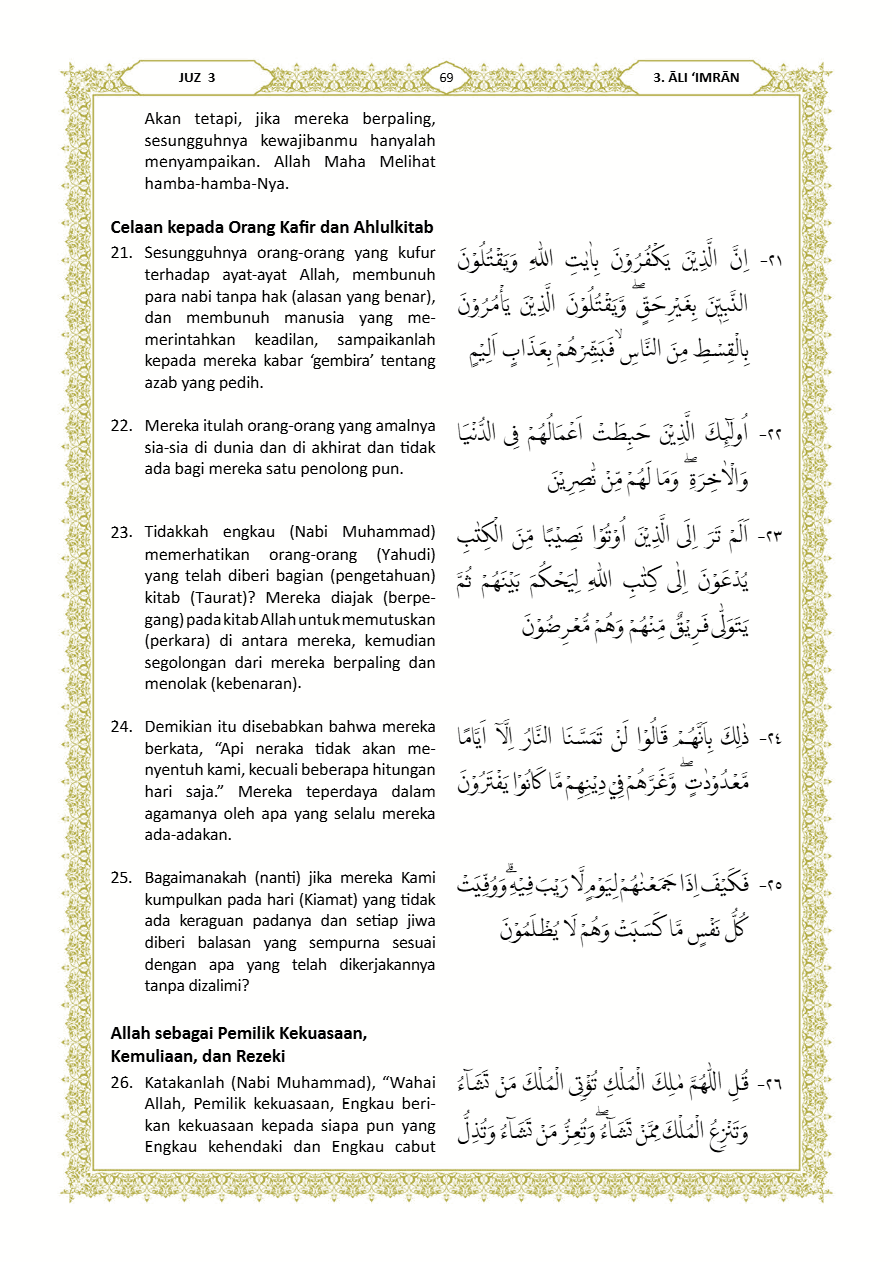 JUZ 3
69
3. ĀLI ‘IMRĀN
Akan tetapi, jika mereka berpaling,
sesungguhnya kewajibanmu hanyalah
menyampaikan. Allah Maha Melihat
hamba-hamba-Nya.
Celaan kepada Orang Kafir dan Ahlulkitab
21. Sesungguhnya orang-orang yang kufur
terhadap ayat-ayat Allah, membunuh
para nabi tanpa hak (alasan yang benar),
dan membunuh manusia yang me-
merintahkan keadilan, sampaikanlah
kepada mereka kabar ‘gembira’ tentang
azab yang pedih.
٢١- اِنَّ الَّذِيْنَ يَكْفُرُوْنَ بِاٰيٰتِ اللّٰهِ وَيَقْتُلُوْنَ
النَّبِيّٖنَ بِغَيْرِحَقٍّۖ وَّيَقْتُلُوْنَ الَّذِيْنَ يَأْمُرُوْنَ
بِالْقِسْطِ مِنَ النَّاسِۙ فَبَشِّرْهُمْ بِعَذَابٍ اَلِيْمٍ
22. Mereka itulah orang-orang yang amalnya
sia-sia di dunia dan di akhirat dan tidak
ada bagi mereka satu penolong pun.
٢٢- اُولٰۤىِٕكَ الَّذِيْنَ حَبِطَتْ اَعْمَالُهُمْ فِى الدُّنْيَا
وَالْاٰخِرَةِۖ وَمَا لَهُمْ مِّنْ نّٰصِرِيْنَ
23. Tidakkah engkau (Nabi Muhammad)
memerhatikan orang-orang (Yahudi)
yang telah diberi bagian (pengetahuan)
kitab (Taurat)? Mereka diajak (berpe-
gang) pada kitab Allah untuk memutuskan
(perkara) di antara mereka, kemudian
segolongan dari mereka berpaling dan
menolak (kebenaran).
٢٣- اَلَمْ تَرَ اِلَى الَّذِيْنَ اُوْتُوْا نَصِيْبًا مِّنَ الْكِتٰبِ
يُدْعَوْنَ اِلٰى كِتٰبِ اللّٰهِ لِيَحْكُمَ بَيْنَهُمْ ثُمَّ
يَتَوَلّٰى فَرِيْقٌ مِّنْهُمْ وَهُمْ مُّعْرِضُوْنَ
24. Demikian itu disebabkan bahwa mereka
berkata, “Api neraka tidak akan me-
nyentuh kami, kecuali beberapa hitungan
hari saja.” Mereka teperdaya dalam
agamanya oleh apa yang selalu mereka
ada-adakan.
٢٤- ذٰلِكَ بِاَنَّهُمْ قَالُوْا لَنْ تَمَسَّنَا النَّارُ اِلَّآ اَيَّامًا
مَّعْدُوْدٰتٍۖ وَّغَرَّهُمْ فِيْ دِيْنِهِمْ مَّا كَانُوْا يَفْتَرُوْنَ
25. Bagaimanakah (nanti) jika mereka Kami
kumpulkan pada hari (Kiamat) yang tidak
ada keraguan padanya dan setiap jiwa
diberi balasan yang sempurna sesuai
dengan apa yang telah dikerjakannya
tanpa dizalimi?
٢٥- فَكَيْفَ اِذَا جَمَعْنٰهُمْ لِيَوْمٍ لَّا رَيْبَ فِيْهِۗ وَوُفِّيَتْ
كُلُّ نَفْسٍ مَّا كَسَبَتْ وَهُمْ لَا يُظْلَمُوْنَ
Allah sebagai Pemilik Kekuasaan,
Kemuliaan, dan Rezeki
26. Katakanlah (Nabi Muhammad), “Wahai
Allah, Pemilik kekuasaan, Engkau beri-
kan kekuasaan kepada siapa pun yang
Engkau kehendaki dan Engkau cabut
٢٦- قُلِ اللّٰهُمَّ مٰلِكَ الْمُلْكِ تُؤْتِى الْمُلْكَ مَنْ تَشَاۤءُ
وَتَنْزِعُ الْمُلْكَ مِمَّنْ تَشَاۤءُۖ وَتُعِزُّ مَنْ تَشَاۤءُ وَتُذِلُّ